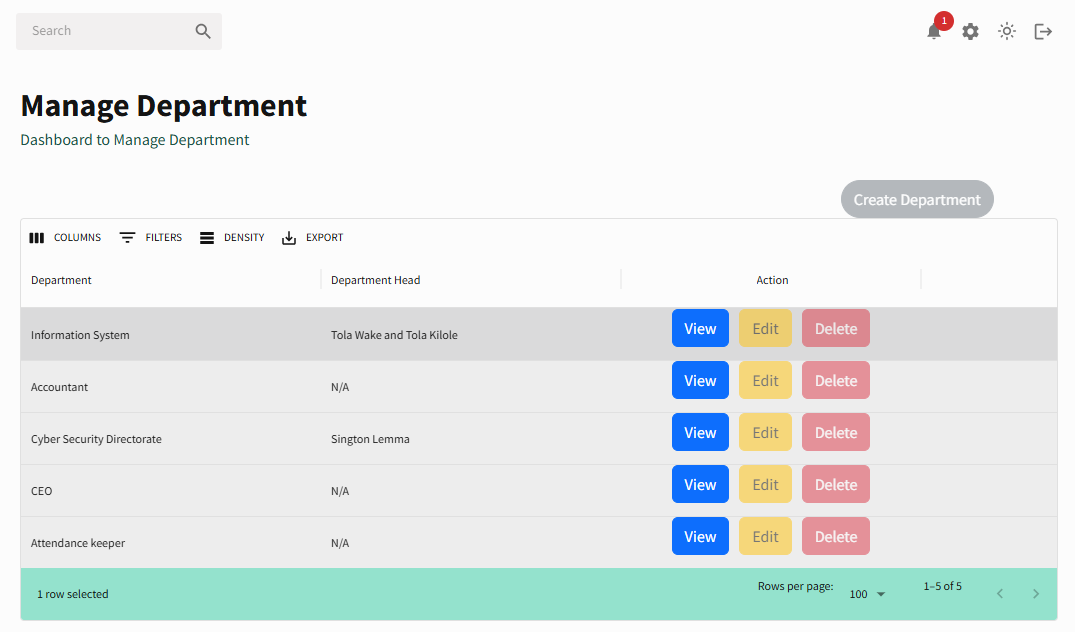 Search
1
Manage Department
Dashboard to Manage Department
Create Department
COLUMNS FILTERS DENSITY EXPORT
Department Department Head Action
Information System Tola Wake and Tola Kilole View Edit Delete
Accountant N/A View Edit Delete
Cyber Security Directorate Sington Lemma View Edit Delete
CEO N/A View Edit Delete
Attendance keeper N/A View Edit Delete
1 row selected Rows per page: 100 1–5 of 5